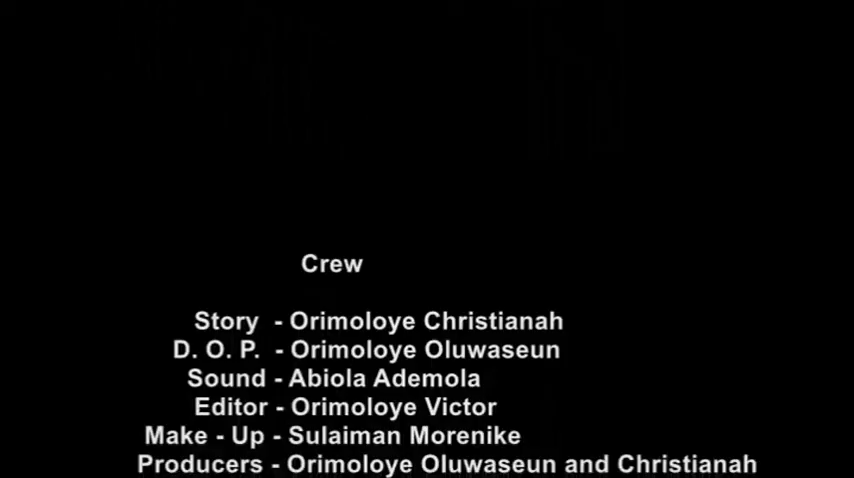 Crew
Story - Orimoloye Christianah
D. O. P. - Orimoloye Oluwaseun
Sound - Abiola Ademola
Editor - Orimoloye Victor
Make - Up - Sulaiman Morenike
Producers - Orimoloye Oluwaseun and Christianah